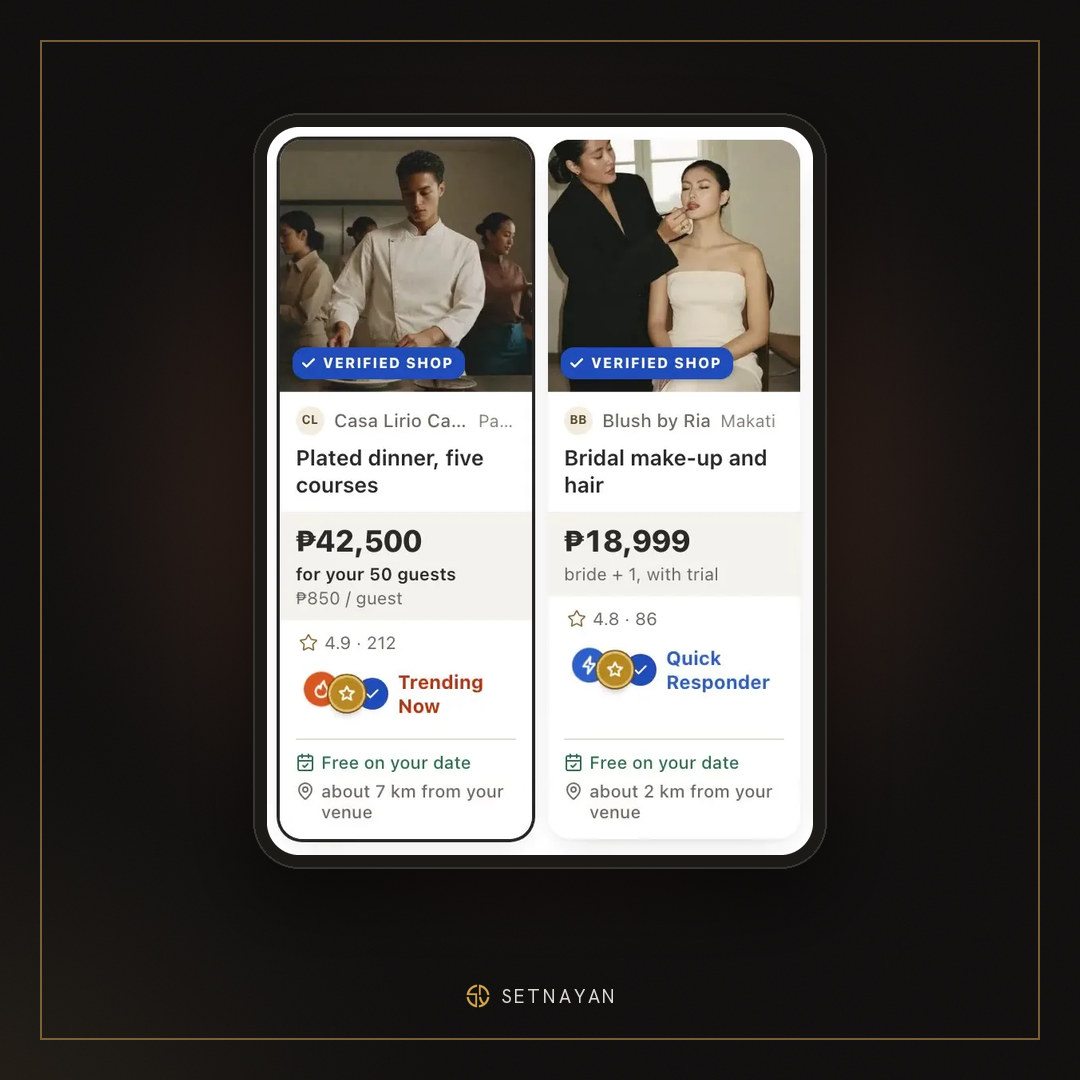 VERIFIED SHOP
CL Casa Lirio Ca... Pa...
Plated dinner, five
courses
₱42,500
for your 50 guests
₱850 / guest
4.9 · 212
Trending
Now
Free on your date
about 7 km from your
venue
VERIFIED SHOP
BB Blush by Ria Makati
Bridal make-up and
hair
₱18,999
bride + 1, with trial
4.8 · 86
Quick
Responder
Free on your date
about 2 km from your
venue
SETNAYAN